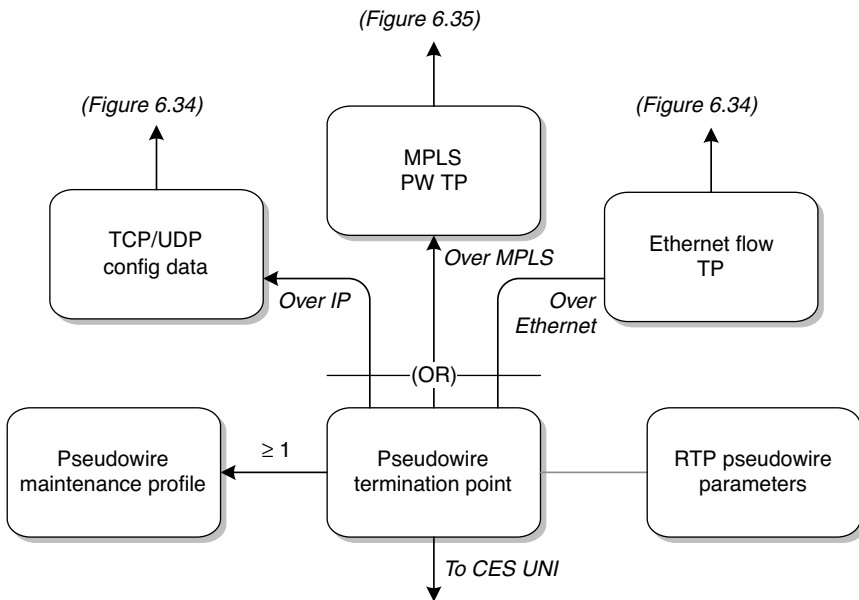 (Figure 6.35)
(Figure 6.34)
(Figure 6.34)
MPLS
PW TP
TCP/UDP
config data
Ethernet flow
TP
Over MPLS
Over IP
Over
Ethernet
(OR)
Pseudowire
maintenance profile
≥ 1
Pseudowire
termination point
RTP pseudowire
parameters
To CES UNI